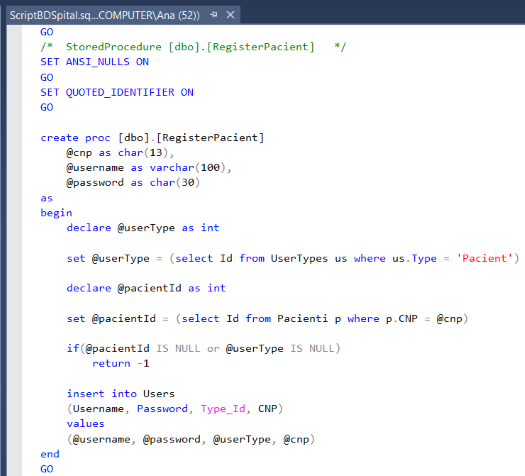 ScriptBDSpital.sq...COMPUTER\Ana (52))
GO
/*  StoredProcedure [dbo].[RegisterPacient]   */
SET ANSI_NULLS ON
GO
SET QUOTED_IDENTIFIER ON
GO
create proc [dbo].[RegisterPacient]
    @cnp as char(13),
    @username as varchar(100),
    @password as char(30)
as
begin
    declare @userType as int
    set @userType = (select Id from UserTypes us where us.Type = 'Pacient')
    declare @pacientId as int
    set @pacientId = (select Id from Pacienti p where p.CNP = @cnp)
    if(@pacientId IS NULL or @userType IS NULL)
        return -1
    insert into Users
    (Username, Password, Type_Id, CNP)
    values
    (@username, @password, @userType, @cnp)
end
GO